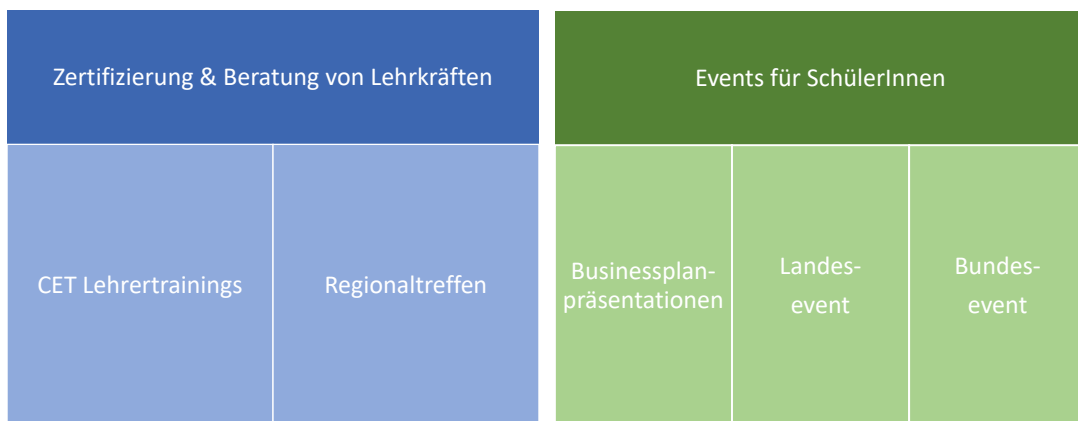 Zertifizierung & Beratung von Lehrkräften
Events für SchülerInnen
CET Lehrertrainings
Regionaltreffen
Businessplan-
präsentationen
Landes-
event
Bundes-
event